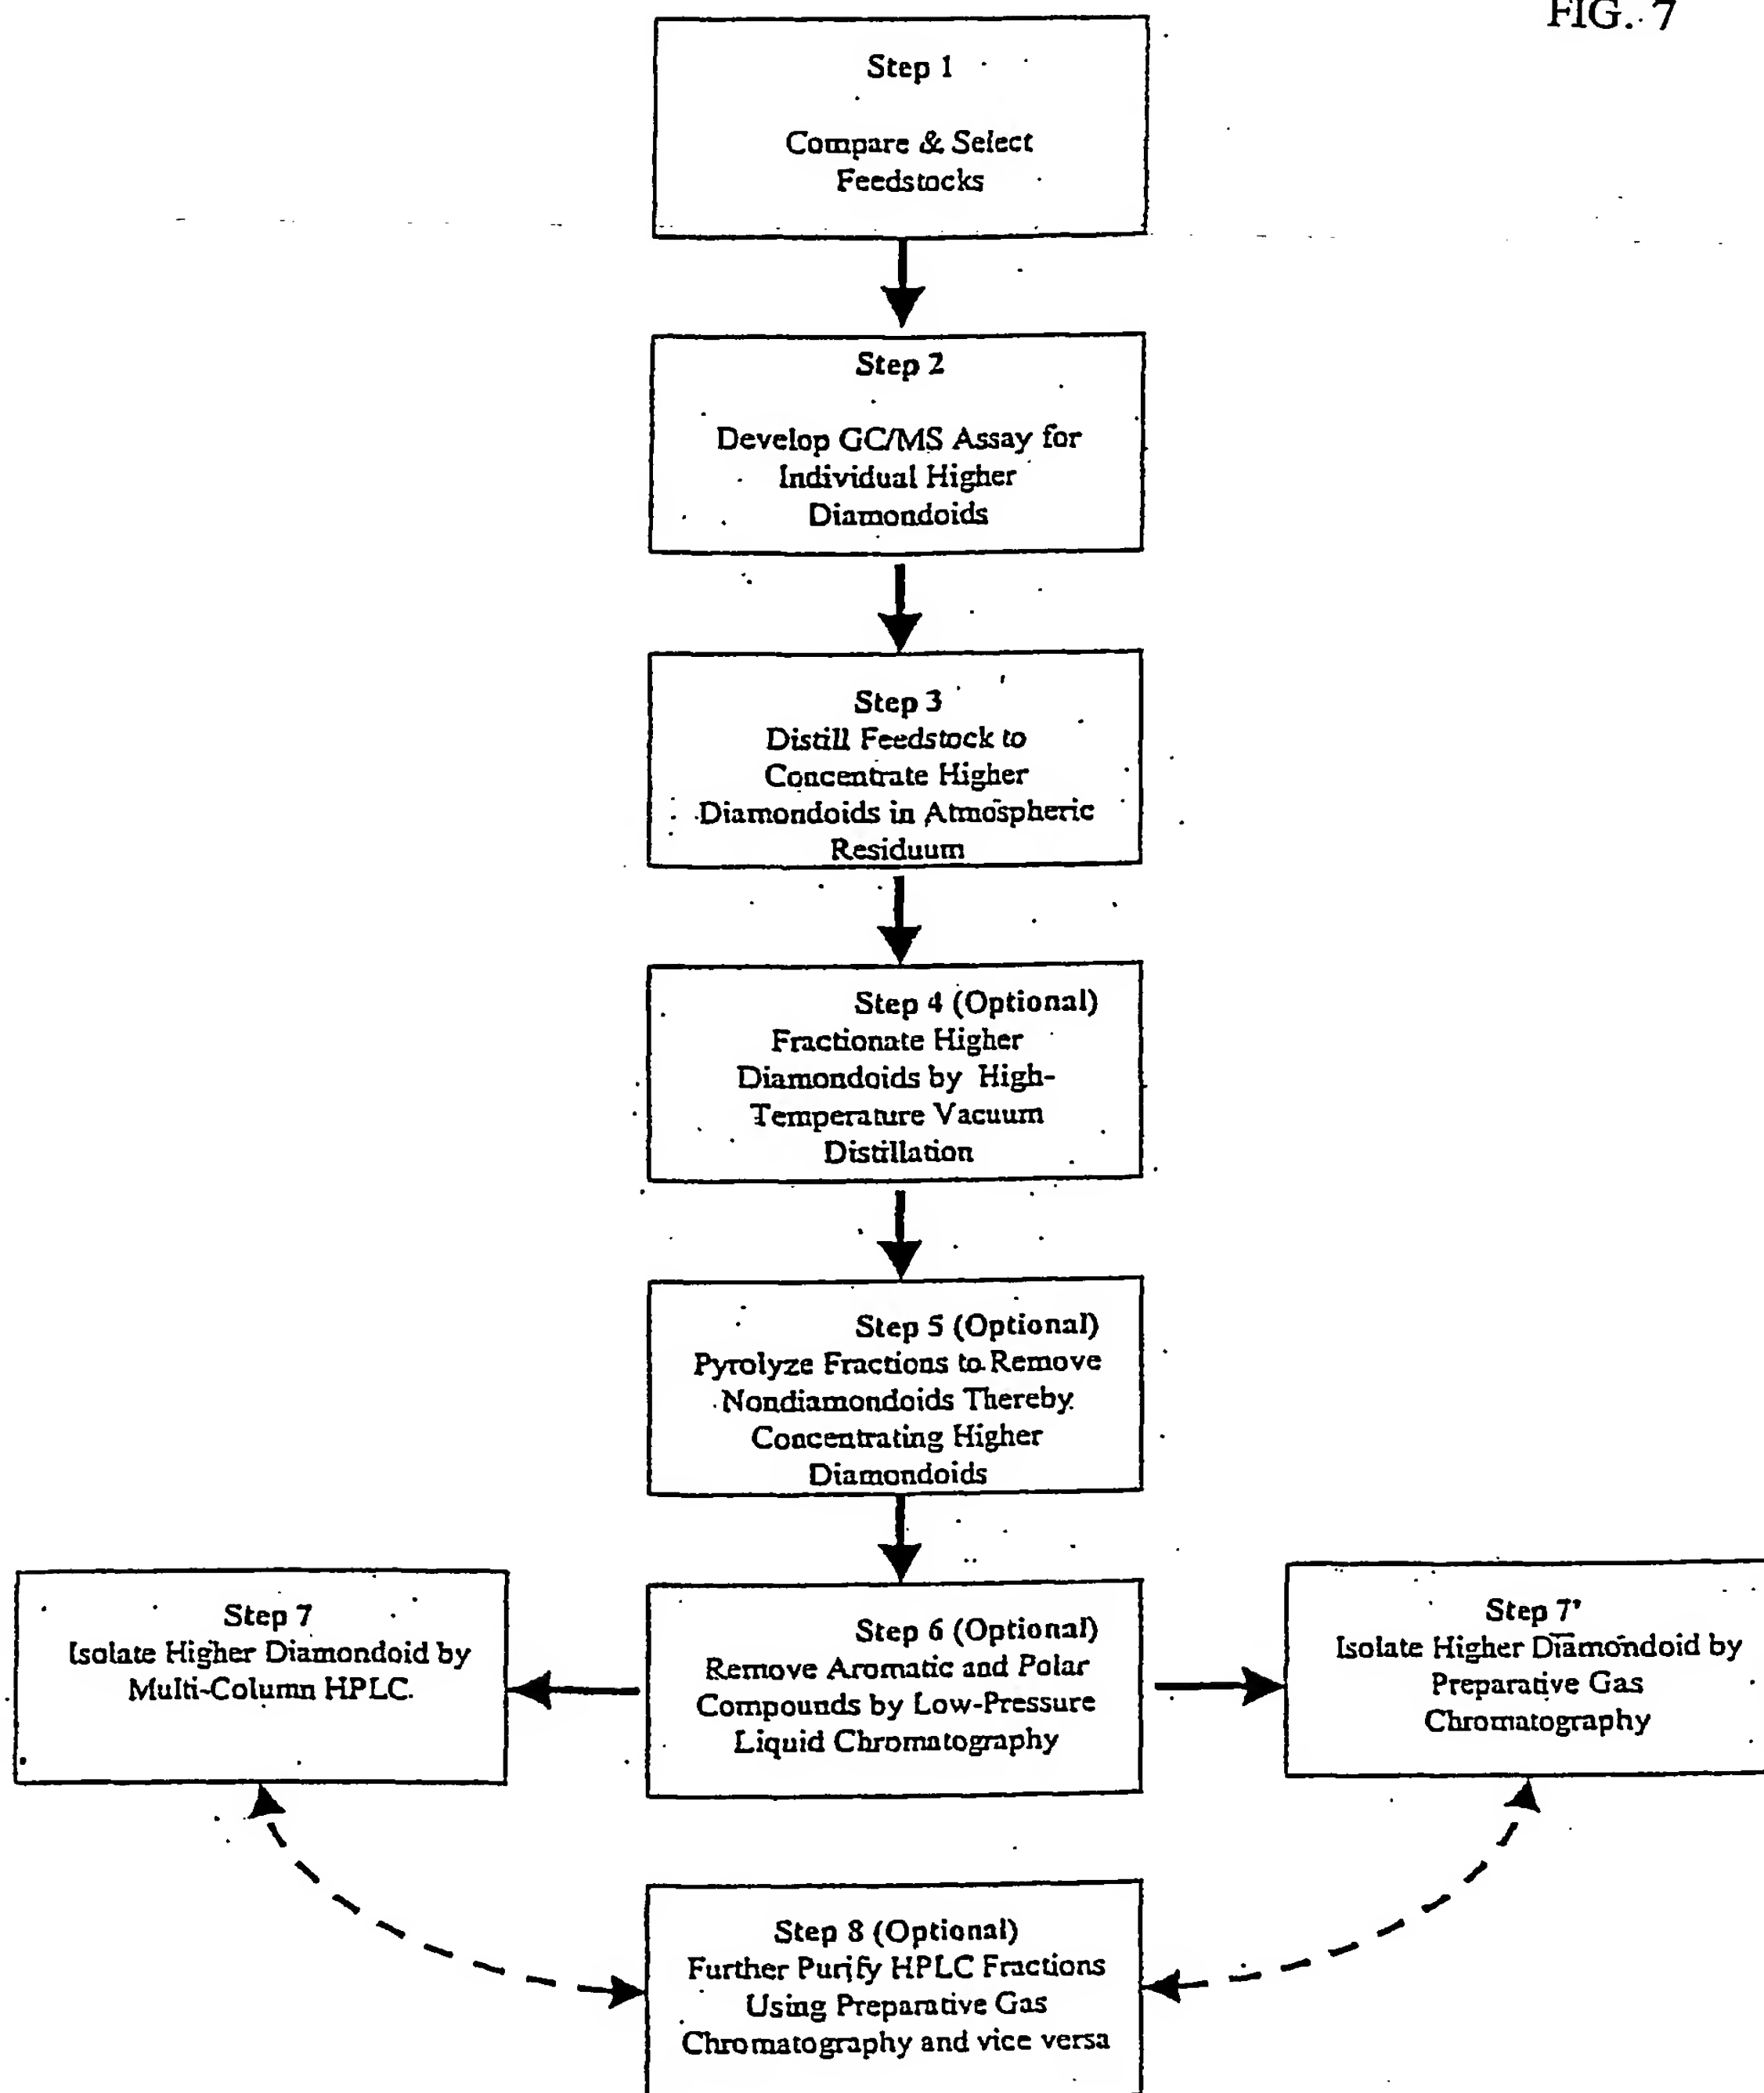 FIG. 7
Step 1
Compare & Select
Feedstocks
Step 2
Develop GC/MS Assay for
Individual Higher
Diamondoids
Step 3
Distill Feedstock to
Concentrate Higher
Diamondoids in Atmospheric
Residuum
Step 4 (Optional)
Fractionate Higher
Diamondoids by High-
Temperature Vacuum
Distillation
Step 5 (Optional)
Pyrolyze Fractions to Remove
Nondiamondoids Thereby
Concentrating Higher
Diamondoids
Step 7
Isolate Higher Diamondoid by
Multi-Column HPLC.
Step 6 (Optional)
Remove Aromatic and Polar
Compounds by Low-Pressure
Liquid Chromatography
Step 7'
Isolate Higher Diamondoid by
Preparative Gas
Chromatography
Step 8 (Optional)
Further Purify HPLC Fractions
Using Preparative Gas
Chromatography and vice versa